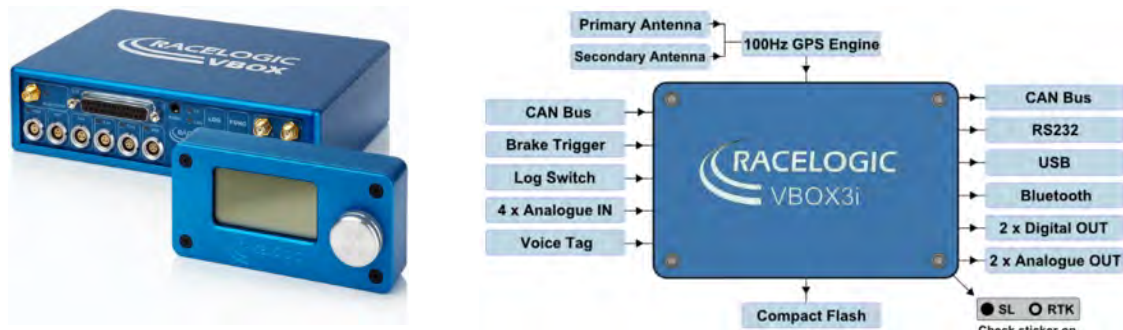 RACELOGIC
VBOX
LOG
FUNC
Primary Antenna
Secondary Antenna
100Hz GPS Engine
CAN Bus
Brake Trigger
Log Switch
4 x Analogue IN
Voice Tag
RACELOGIC
VBOX3i
CAN Bus
RS232
USB
Bluetooth
2 x Digital OUT
2 x Analogue OUT
Compact Flash
SL RTK
Check sticker on